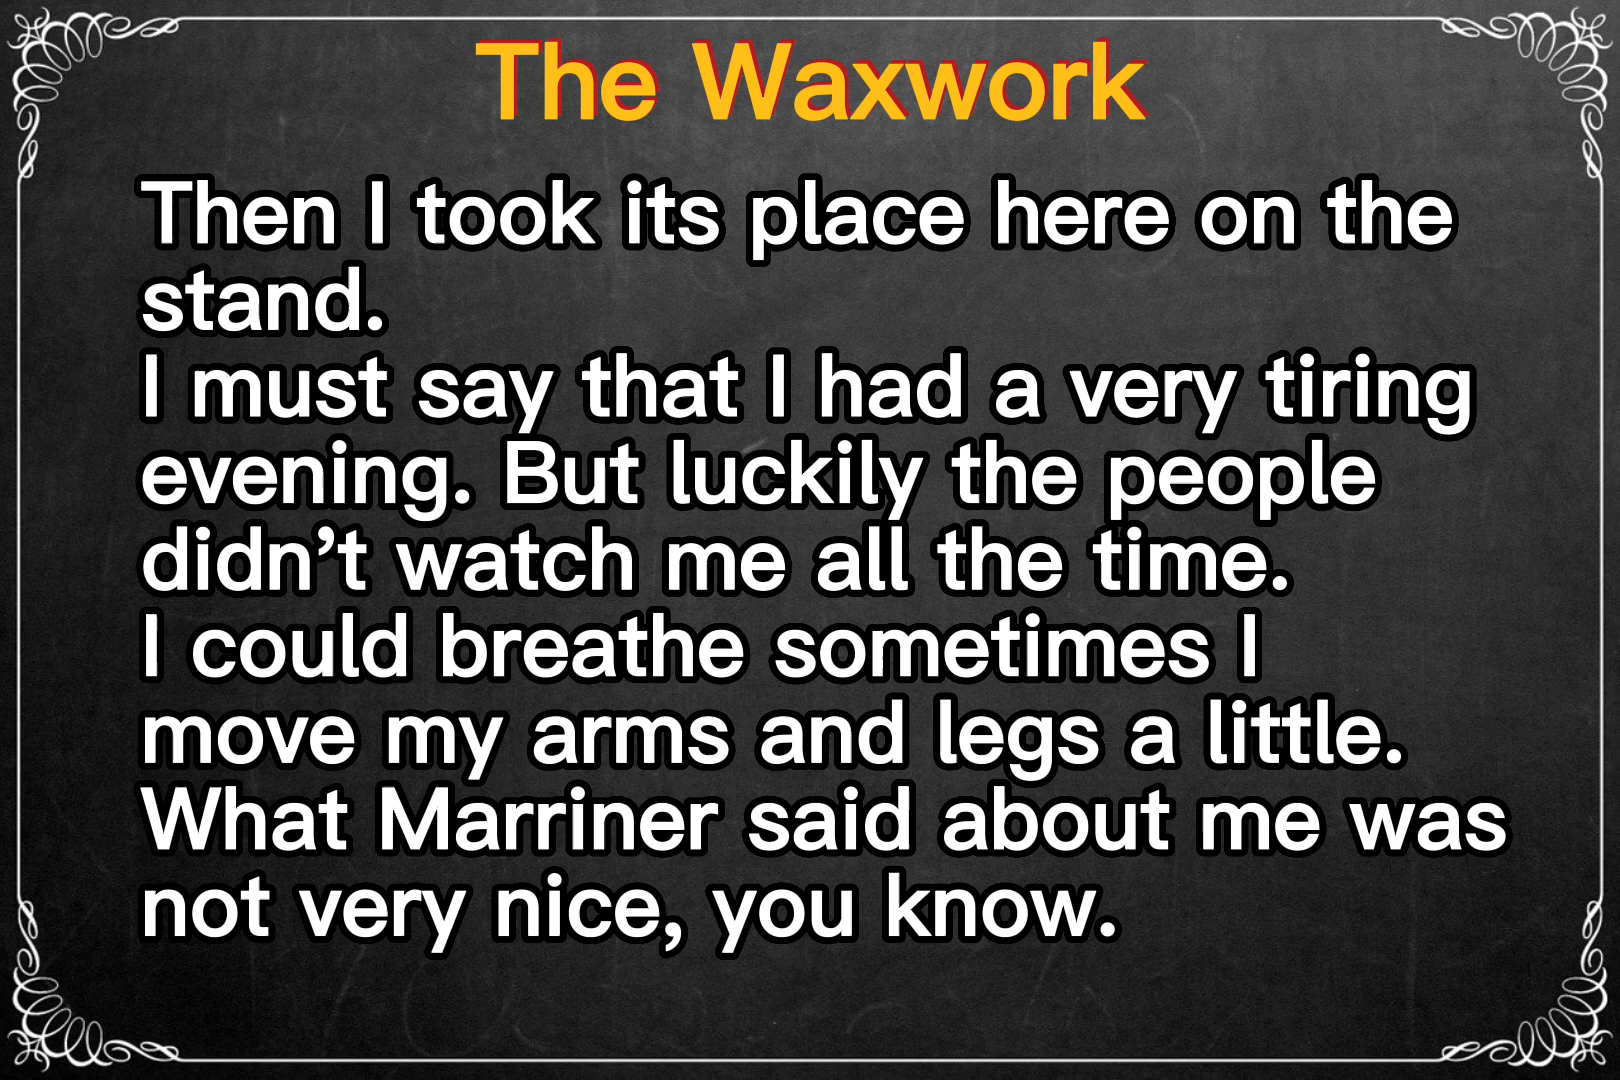 The Waxwork
Then I took its place here on the
stand.
I must say that I had a very tiring
evening. But luckily the people
didn’t watch me all the time.
I could breathe sometimes I
move my arms and legs a little.
What Marriner said about me was
not very nice, you know.